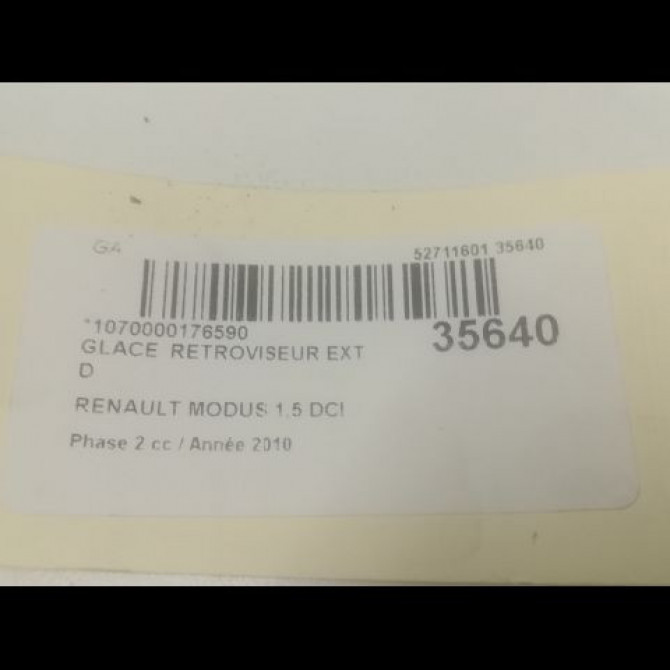 G4 52711601 35640
*1070000176590 35640
GLACE RETROVISEUR EXT
D
RENAULT MODUS 1.5 DCI
Phase 2 cc / Année 2010